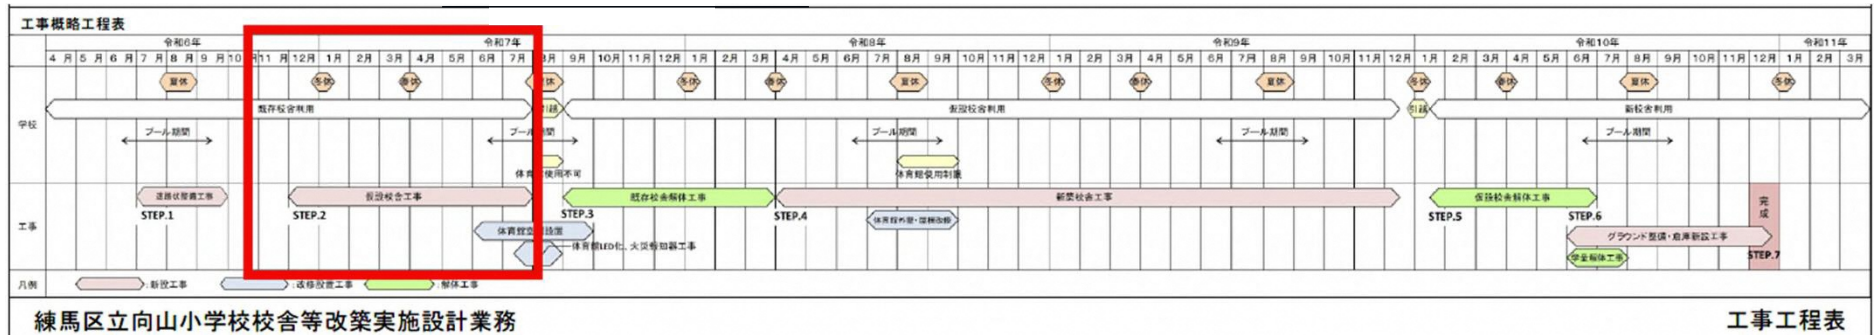 工事概略工程表
令和6年 令和7年 令和8年 令和9年 令和10年 令和11年
4月 5月 6月 7月 8月 9月 10月 11月 12月 1月 2月 3月 4月 5月 6月 7月 8月 9月 10月 11月 12月 1月 2月 3月 4月 5月 6月 7月 8月 9月 10月 11月 12月 1月 2月 3月 4月 5月 6月 7月 8月 9月 10月 11月 12月 1月 2月 3月 4月 5月 6月 7月 8月 9月 10月 11月 12月 1月 2月 3月
夏休 冬休 春休 夏休 冬休 春休 夏休 冬休 春休 夏休 冬休 春休 夏休 冬休
学校
既存校舎利用 引越 仮設校舎利用 引越 新校舎利用
プール期間 プール期間 プール期間 プール期間 プール期間
体育館使用不可 体育館使用制限
工事
進路状整備工事 仮設校舎工事 既存校舎解体工事 新築校舎工事 仮設校舎解体工事 完成
STEP.1 STEP.2 STEP.3 STEP.4 STEP.5 STEP.6
体育館外壁・屋根改修
体育館空調設置 グラウンド整備・倉庫新設工事
体育館LED化、火災報知器工事
学童解体工事 STEP.7
凡例 :新設工事 :改修設置工事 :解体工事
練馬区立向山小学校校舎等改築実施設計業務 工事工程表